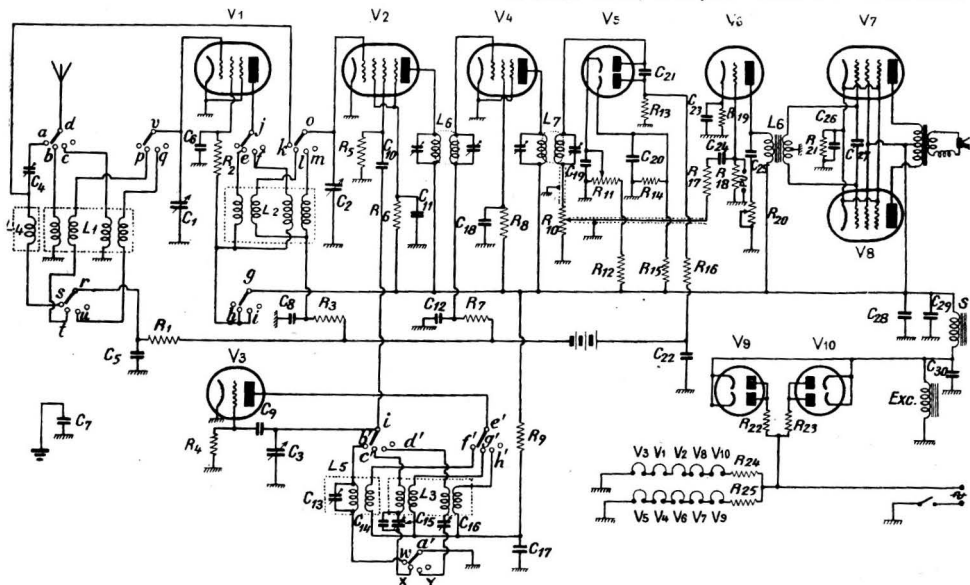 V1 V2 V4 V5 V6 V7
a d b c C4 L4 L1 p v q C6 C1 R2
j e f k o l m L2 C2 R5 C10 R6 C11
L6 C18 R8 L7 C19 R10 R11 C20 R14 C21 R13
C23 R19 C24 R17 R18 C25 R20 L6 R21 C26 C27
V8
R12 R15 R16
s r t u C5 R1
g h i C8 R3 C12 R7 C22
C28 C29 S C30 Exc.
V9 V10
R22 R23
C7
V3 C9 R4 C3
i b' c' d' e' f' g' h' R9
L5 C13 C14 L3 C15 C16 C17
w a' X Y
V3 V1 V2 V8 V10 R24
V5 V4 V6 V7 V9 R25